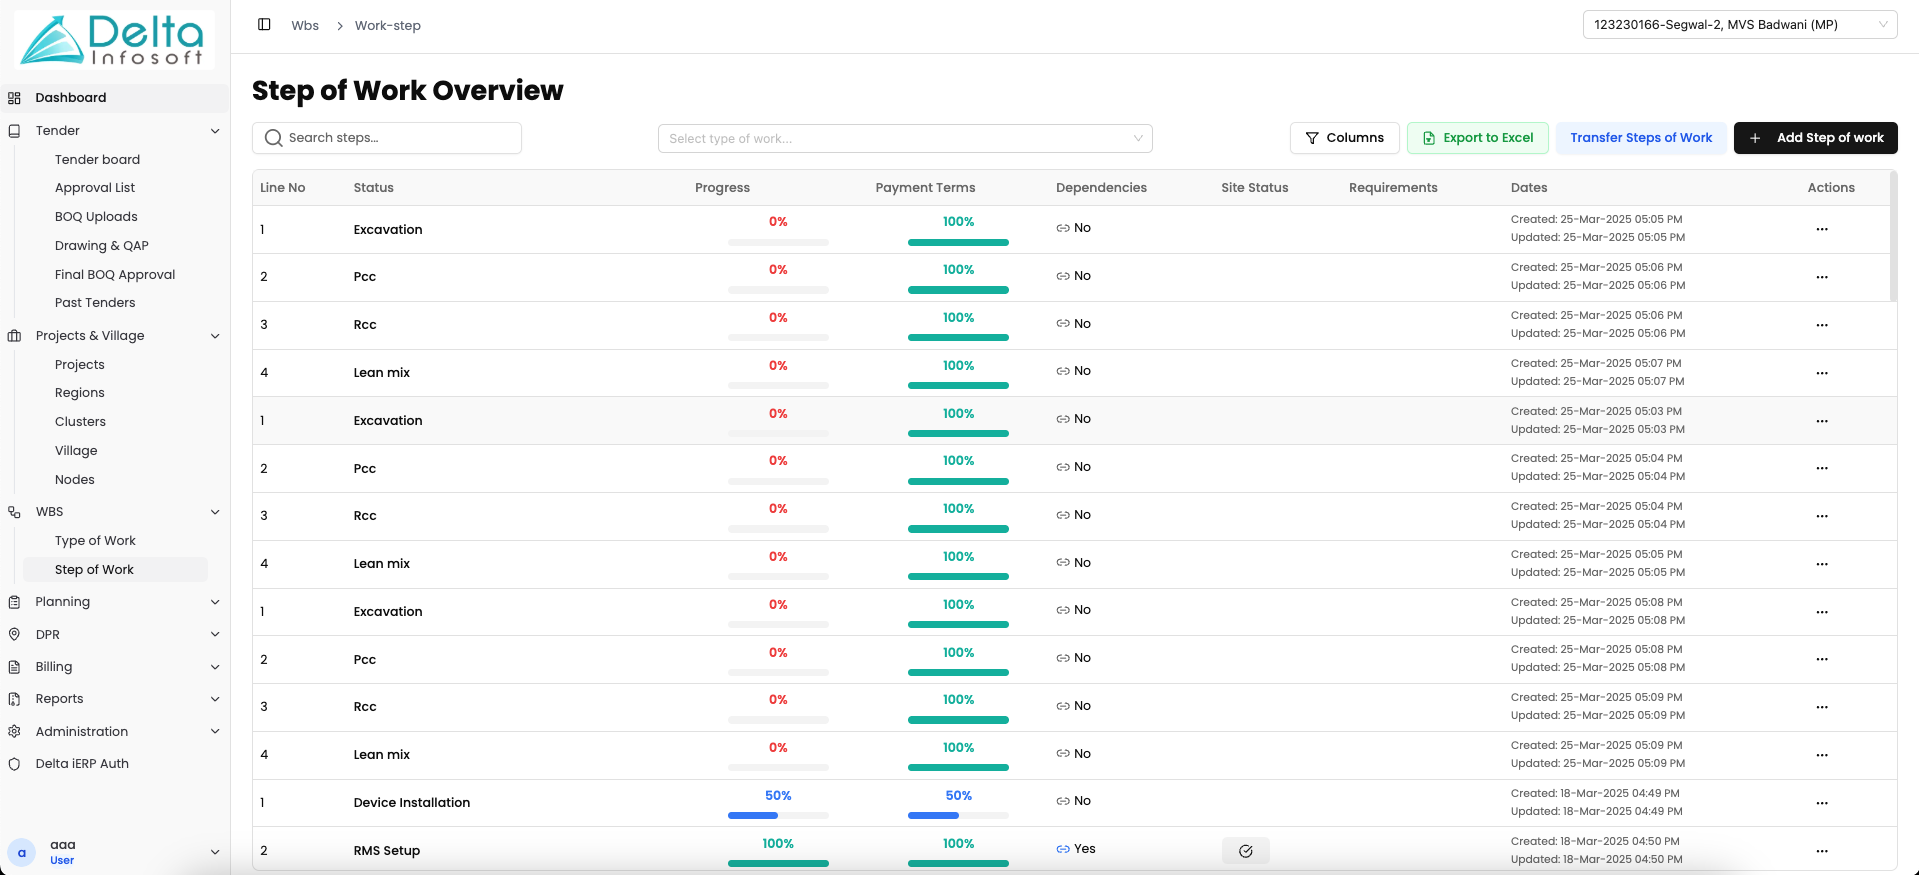 Delta
Infosoft
Wbs > Work-step
123230166-Segwal-2, MVS Badwani (MP)
Dashboard
Tender
Tender board
Approval List
BOQ Uploads
Drawing & QAP
Final BOQ Approval
Past Tenders
Projects & Village
Projects
Regions
Clusters
Village
Nodes
WBS
Type of Work
Step of Work
Planning
DPR
Billing
Reports
Administration
Delta iERP Auth
a
aaa
User
Step of Work Overview
Search steps...
Select type of work...
Columns
Export to Excel
Transfer Steps of Work
+ Add Step of work
Line No Status Progress Payment Terms Dependencies Site Status Requirements Dates Actions
1 Excavation 0% 100% No Created: 25-Mar-2025 05:05 PM ...
Updated: 25-Mar-2025 05:05 PM
2 Pcc 0% 100% No Created: 25-Mar-2025 05:06 PM ...
Updated: 25-Mar-2025 05:06 PM
3 Rcc 0% 100% No Created: 25-Mar-2025 05:06 PM ...
Updated: 25-Mar-2025 05:06 PM
4 Lean mix 0% 100% No Created: 25-Mar-2025 05:07 PM ...
Updated: 25-Mar-2025 05:07 PM
1 Excavation 0% 100% No Created: 25-Mar-2025 05:03 PM ...
Updated: 25-Mar-2025 05:03 PM
2 Pcc 0% 100% No Created: 25-Mar-2025 05:04 PM ...
Updated: 25-Mar-2025 05:04 PM
3 Rcc 0% 100% No Created: 25-Mar-2025 05:04 PM ...
Updated: 25-Mar-2025 05:04 PM
4 Lean mix 0% 100% No Created: 25-Mar-2025 05:05 PM ...
Updated: 25-Mar-2025 05:05 PM
1 Excavation 0% 100% No Created: 25-Mar-2025 05:08 PM ...
Updated: 25-Mar-2025 05:08 PM
2 Pcc 0% 100% No Created: 25-Mar-2025 05:08 PM ...
Updated: 25-Mar-2025 05:08 PM
3 Rcc 0% 100% No Created: 25-Mar-2025 05:09 PM ...
Updated: 25-Mar-2025 05:09 PM
4 Lean mix 0% 100% No Created: 25-Mar-2025 05:09 PM ...
Updated: 25-Mar-2025 05:09 PM
1 Device Installation 50% 50% No Created: 18-Mar-2025 04:49 PM ...
Updated: 18-Mar-2025 04:49 PM
2 RMS Setup 100% 100% Yes Created: 18-Mar-2025 04:50 PM ...
Updated: 18-Mar-2025 04:50 PM